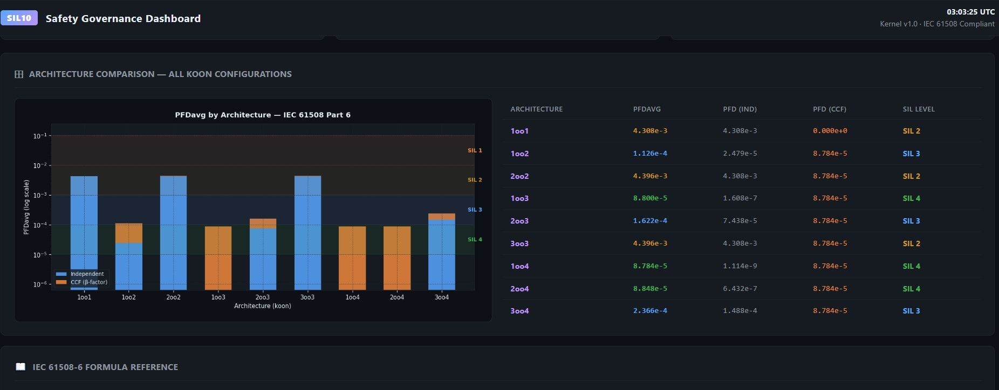 SIL10 Safety Governance Dashboard
03:03:25 UTC
Kernel v1.0 · IEC 61508 Compliant
ARCHITECTURE COMPARISON — ALL KOON CONFIGURATIONS
PFDavg by Architecture — IEC 61508 Part 6
PFDavg (log scale)
10⁻¹
10⁻²
10⁻³
10⁻⁴
10⁻⁵
10⁻⁶
SIL 1
SIL 2
SIL 3
SIL 4
Independent
CCF (β-factor)
1oo1 1oo2 2oo2 1oo3 2oo3 3oo3 1oo4 2oo4 3oo4
Architecture (koon)
ARCHITECTURE PFDAVG PFD (IND) PFD (CCF) SIL LEVEL
1oo1 4.308e-3 4.308e-3 0.000e+0 SIL 2
1oo2 1.126e-4 2.479e-5 8.784e-5 SIL 3
2oo2 4.396e-3 4.308e-3 8.784e-5 SIL 2
1oo3 8.800e-5 1.608e-7 8.784e-5 SIL 4
2oo3 1.622e-4 7.438e-5 8.784e-5 SIL 3
3oo3 4.396e-3 4.308e-3 8.784e-5 SIL 2
1oo4 8.784e-5 1.114e-9 8.784e-5 SIL 4
2oo4 8.848e-5 6.432e-7 8.784e-5 SIL 4
3oo4 2.366e-4 1.488e-4 8.784e-5 SIL 3
IEC 61508-6 FORMULA REFERENCE